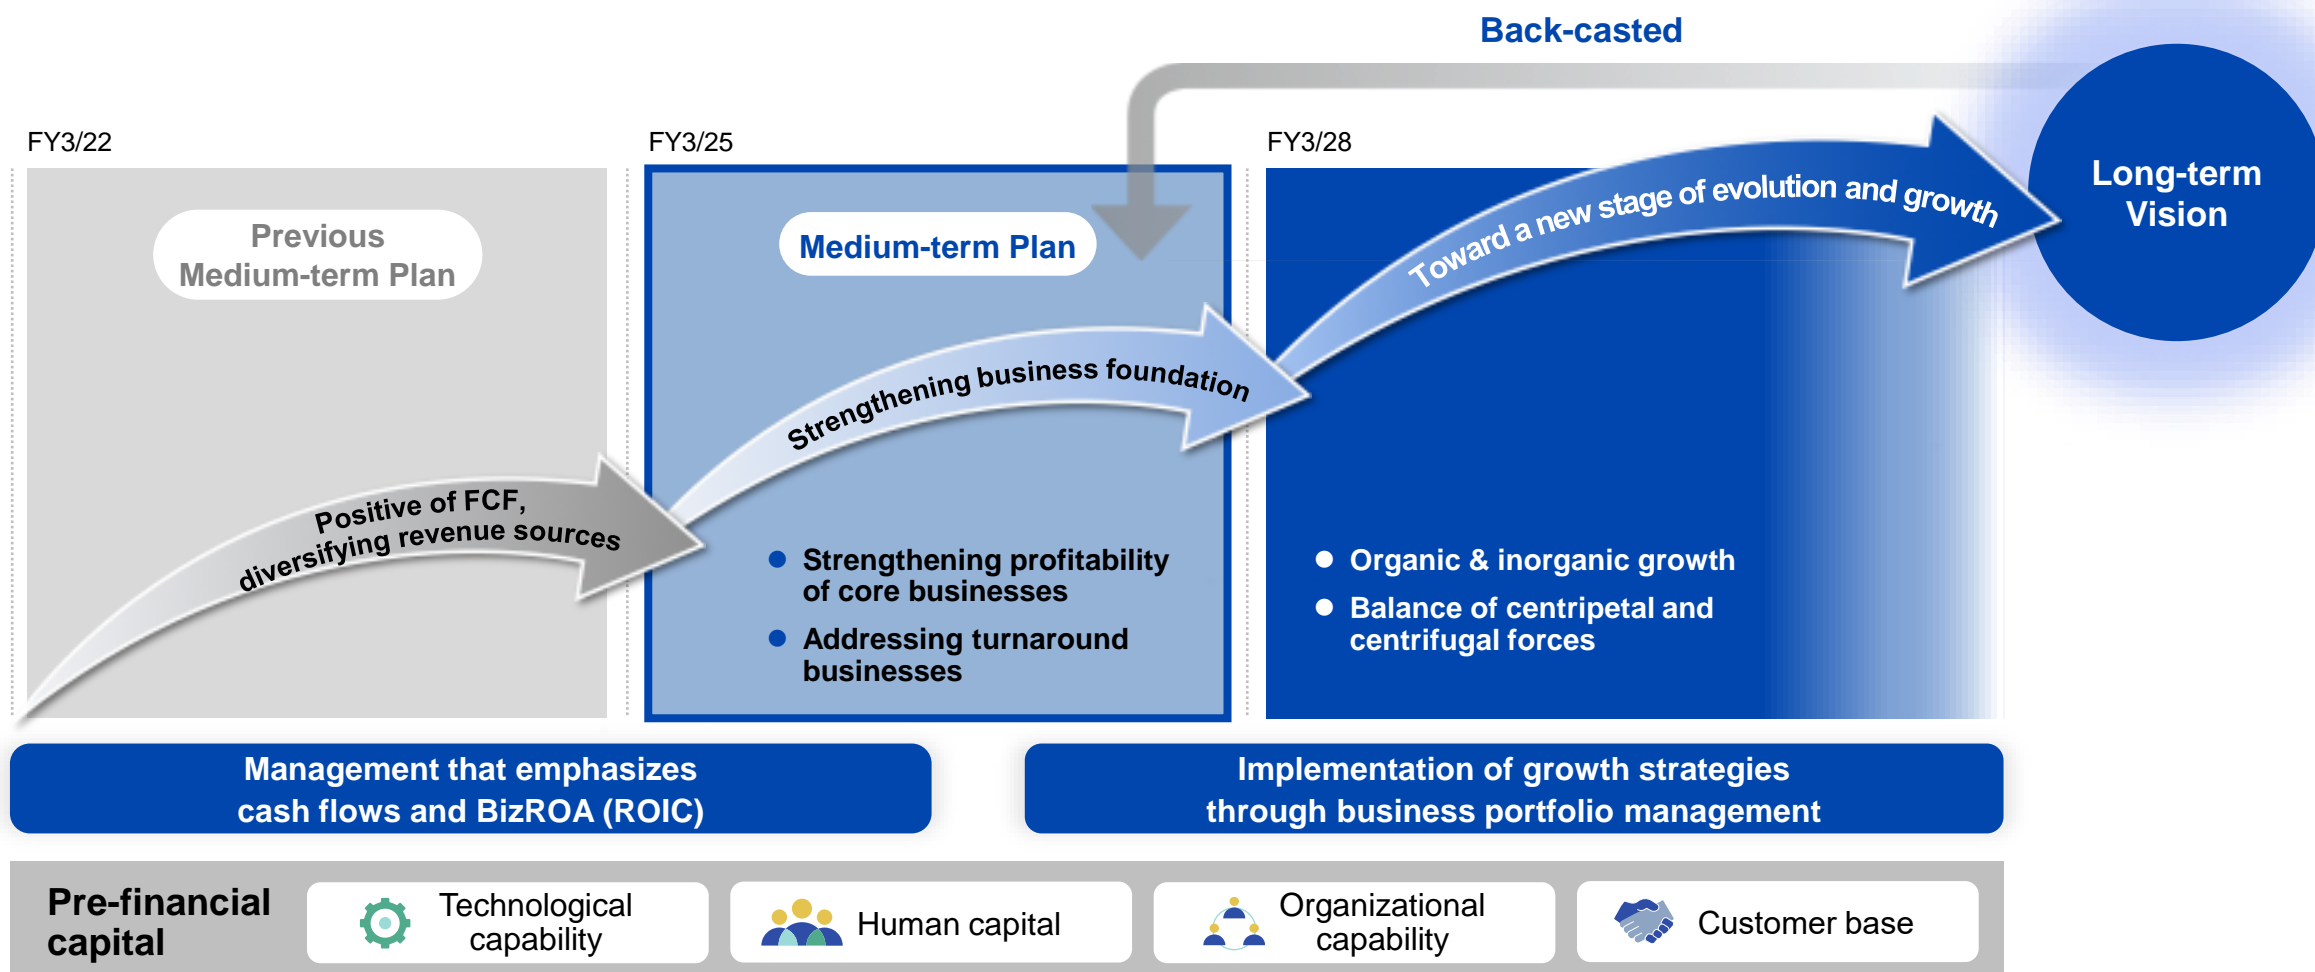 Back-casted
FY3/22
FY3/25
FY3/28
Previous
Medium-term Plan
Medium-term Plan
Long-term
Vision
Positive of FCF,
diversifying revenue sources
Strengthening business foundation
Toward a new stage of evolution and growth
Strengthening profitability
of core businesses
Addressing turnaround
businesses
Organic & inorganic growth
Balance of centripetal and
centrifugal forces
Management that emphasizes
cash flows and BizROA (ROIC)
Implementation of growth strategies
through business portfolio management
Pre-financial
capital
Technological
capability
Human capital
Organizational
capability
Customer base